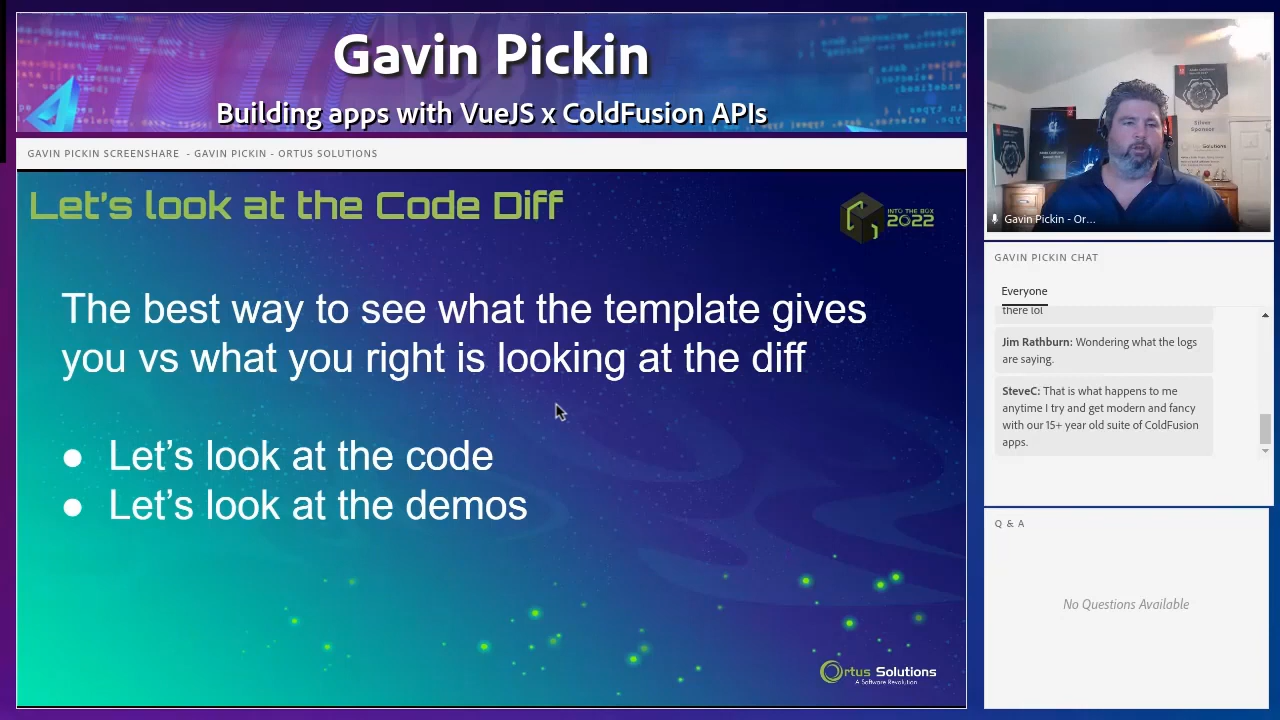 Gavin Pickin
Building apps with VueJS x ColdFusion APIs
GAVIN PICKIN SCREENSHARE - GAVIN PICKIN - ORTUS SOLUTIONS
Let's look at the Code Diff
INTO THE BOX
2022
The best way to see what the template gives
you vs what you right is looking at the diff
● Let's look at the code
● Let's look at the demos
Ortus Solutions
A Software Revolution
Silver
Sponsor
Gavin Pickin - Or...
GAVIN PICKIN CHAT
Everyone
there lol
Jim Rathburn: Wondering what the logs
are saying.
SteveC: That is what happens to me
anytime I try and get modern and fancy
with our 15+ year old suite of ColdFusion
apps.
Q & A
No Questions Available